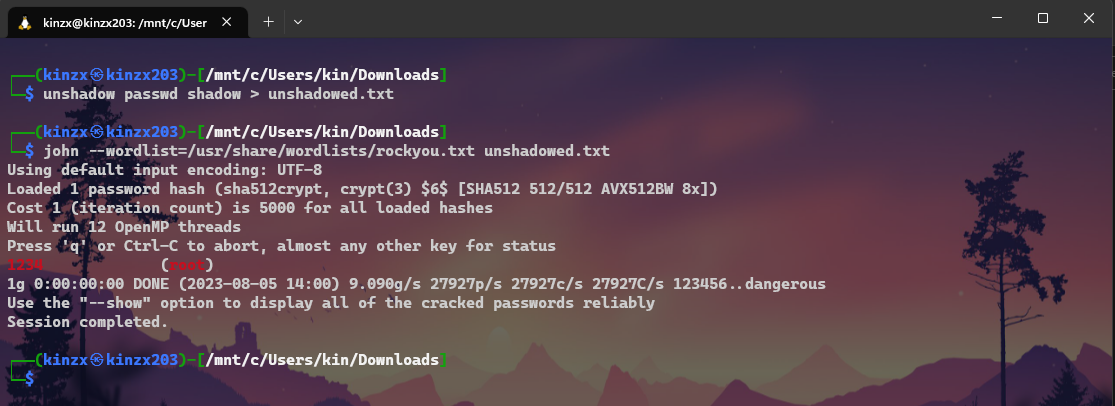 kinzx@kinzx203: /mnt/c/User
┌──(kinzx㉿kinzx203)-[/mnt/c/Users/kin/Downloads]
└─$ unshadow passwd shadow > unshadowed.txt
┌──(kinzx㉿kinzx203)-[/mnt/c/Users/kin/Downloads]
└─$ john --wordlist=/usr/share/wordlists/rockyou.txt unshadowed.txt
Using default input encoding: UTF-8
Loaded 1 password hash (sha512crypt, crypt(3) $6$ [SHA512 512/512 AVX512BW 8x])
Cost 1 (iteration count) is 5000 for all loaded hashes
Will run 12 OpenMP threads
Press 'q' or Ctrl-C to abort, almost any other key for status
1234             (root)
1g 0:00:00:00 DONE (2023-08-05 14:00) 9.090g/s 27927p/s 27927c/s 27927C/s 123456..dangerous
Use the "--show" option to display all of the cracked passwords reliably
Session completed.
┌──(kinzx㉿kinzx203)-[/mnt/c/Users/kin/Downloads]
└─$